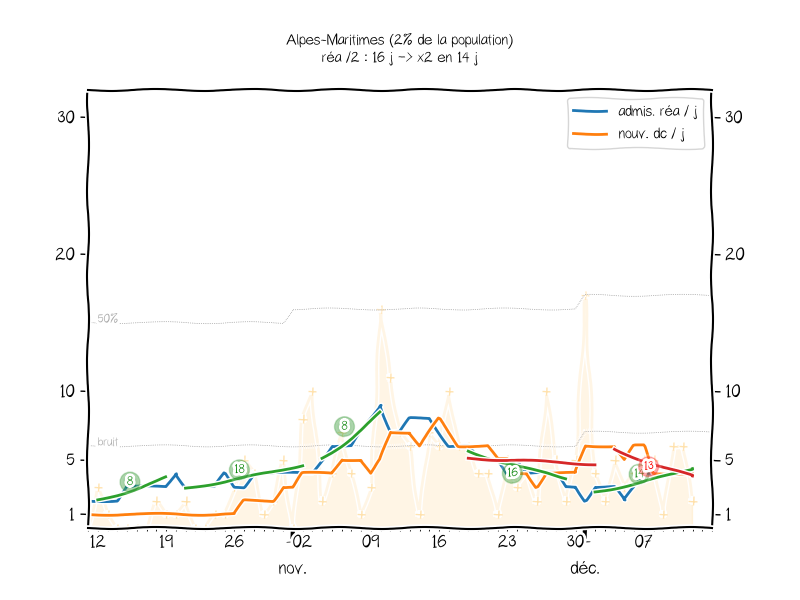 Alpes-Maritimes (2% de la population)
réa /2 : 16 j -> x2 en 14 j
admis. réa / j
nouv. dc / j
30 30
20 20
50%
10 10
8
bruit
5 5
8 18 16 14 13
1 1
12 19 26 02 09 16 23 30 07
nov. déc.